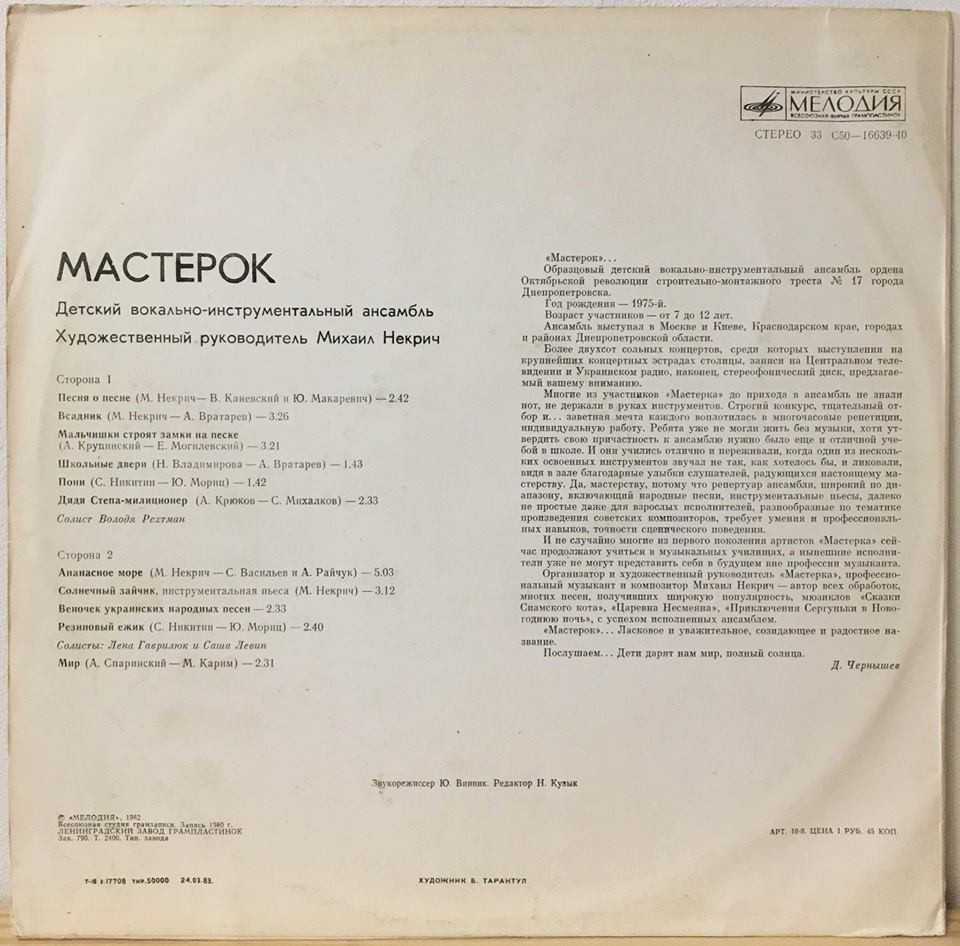 МИНИСТЕРСТВО КУЛЬТУРЫ СССР
МЕЛОДИЯ
ВСЕСОЮЗНАЯ ФИРМА ГРАМПЛАСТИНОК
СТЕРЕО 33 С50—16639-40
МАСТЕРОК
Детский вокально-инструментальный ансамбль
Художественный руководитель Михаил Некрич
Сторона 1
Песня о песне (М. Некрич— В. Каневский и Ю. Макаревич) — 2.42
Всадник (М. Некрич — А. Вратарев) — 3.26
Мальчишки строят замки на песке
(А. Крупинский — Е. Могилевский) — 3.21
Школьные двери (Н. Владимирова — А. Вратарев) — 1.43
Пони (С. Никитин — Ю. Мориц) — 1.42
Дядя Степа-милиционер (А. Крюков — С. Михалков) — 2.33
Солист Володя Рехтман
Сторона 2
Ананасное море (М. Некрич — С. Васильев и А. Райчук) — 5.03
Солнечный зайчик, инструментальная пьеса (М. Некрич) — 3.12
Веночек украинских народных песен — 2.33
Резиновый ежик (С. Никитин — Ю. Мориц) — 2.40
Солисты: Лена Гаврилюк и Саша Левин
Мир (А. Спаринский — М. Карим) — 2.31
«Мастерок»...
Образцовый детский вокально-инструментальный ансамбль ордена
Октябрьской революции строительно-монтажного треста № 17 города
Днепропетровска.
Год рождения — 1975-й.
Возраст участников — от 7 до 12 лет.
Ансамбль выступал в Москве и Киеве, Краснодарском крае, городах
и районах Днепропетровской области.
Более двухсот сольных концертов, среди которых выступления на
крупнейших концертных эстрадах столицы, записи на Центральном теле-
видении и Украинском радио, наконец, стереофонический диск, предлагае-
мый вашему вниманию.
Многие из участников «Мастерка» до прихода в ансамбль не знали
нот, не держали в руках инструментов. Строгий конкурс, тщательный от-
бор и... заветная мечта каждого воплотилась в многочасовые репетиции,
индивидуальную работу. Ребята уже не могли жить без музыки, хотя ут-
вердить свою причастность к ансамблю нужно было еще и отличной уче-
бой в школе. И они учились отлично и переживали, когда один из несколь-
ких освоенных инструментов звучал не так, как хотелось бы, и ликовали,
видя в зале благодарные улыбки слушателей, радующихся настоящему ма-
стерству. Да, мастерству, потому что репертуар ансамбля, широкий по ди-
апазону, включающий народные песни, инструментальные пьесы, далеко
не простые даже для взрослых исполнителей, разнообразные по тематике
произведения советских композиторов, требует умения и профессиональ-
ных навыков, точности сценического поведения.
И не случайно многие из первого поколения артистов «Мастерка» сей-
час продолжают учиться в музыкальных училищах, а нынешние исполни-
тели уже не могут представить себя в будущем вне профессии музыканта.
Организатор и художественный руководитель «Мастерка», профессио-
нальный музыкант и композитор Михаил Некрич — автор всех обработок,
многих песен, получивших широкую популярность, мюзиклов «Сказки
Сиамского кота», «Царевна Несмеяна», «Приключения Сергуньки в Ново-
годнюю ночь», с успехом исполненных ансамблем.
«Мастерок»... Ласковое и уважительное, созидающее и радостное на-
звание.
Послушаем... Дети дарят нам мир, полный солнца.
Д. Чернышев
Звукорежиссер Ю. Винник. Редактор Н. Кузык
© «МЕЛОДИЯ», 1982
Всесоюзная студия грамзаписи. Запись 1980 г.
ЛЕНИНГРАДСКИЙ ЗАВОД ГРАМПЛАСТИНОК
Зак. 795. Т. 2400. Тип. завода
АРТ. 10-9. ЦЕНА 1 РУБ. 45 КОП.
Т-10 з 17708 тир.50000 24.03.83.
ХУДОЖНИК Б. ТАРАНТУЛ